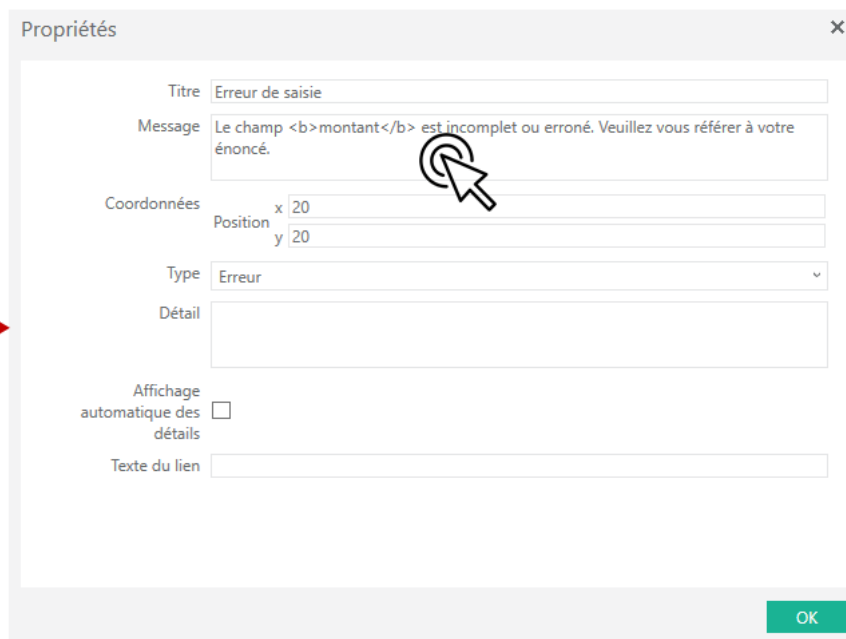 Propriétés
Titre Erreur de saisie
Message Le champ <b>montant</b> est incomplet ou erroné. Veuillez vous référer à votre
énoncé.
Coordonnées
Position
x 20
y 20
Type Erreur
Détail
Affichage
automatique des
détails
Texte du lien
OK